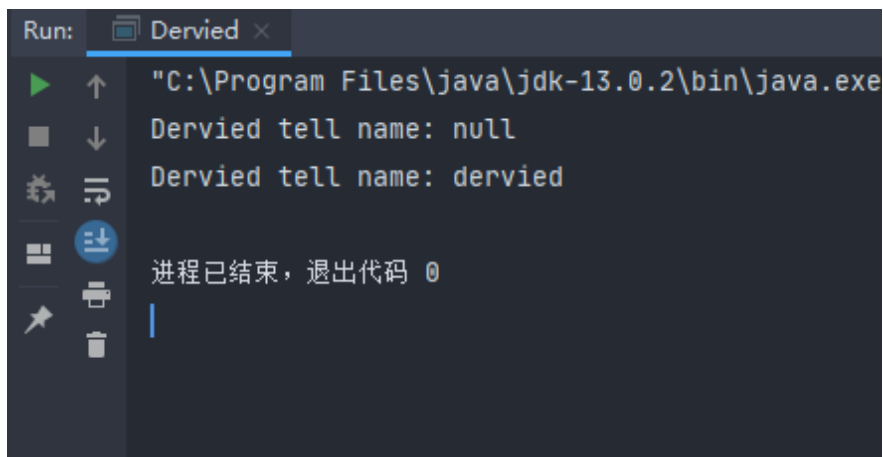 Run: Dervied ×
"C:\Program Files\java\jdk-13.0.2\bin\java.exe
Dervied tell name: null
Dervied tell name: dervied
进程已结束，退出代码 0